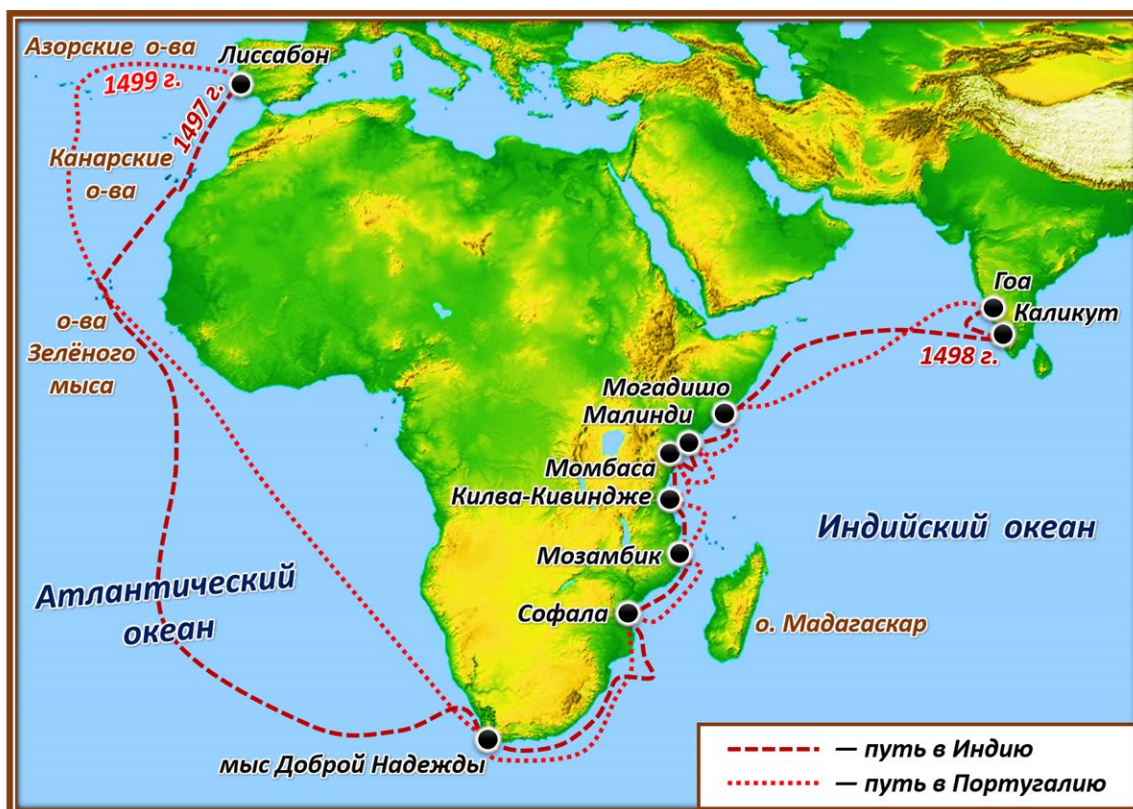 Азорские о-ва
Лиссабон
1499 г.
1497 г.
Канарские
о-ва
о-ва
Зелёного
мыса
Гоа
Каликут
1498 г.
Могадишо
Малинди
Момбаса
Килва-Кивиндже
Индийский океан
Мозамбик
Атлантический
океан
Софала
о. Мадагаскар
мыс Доброй Надежды
— путь в Индию
— путь в Португалию